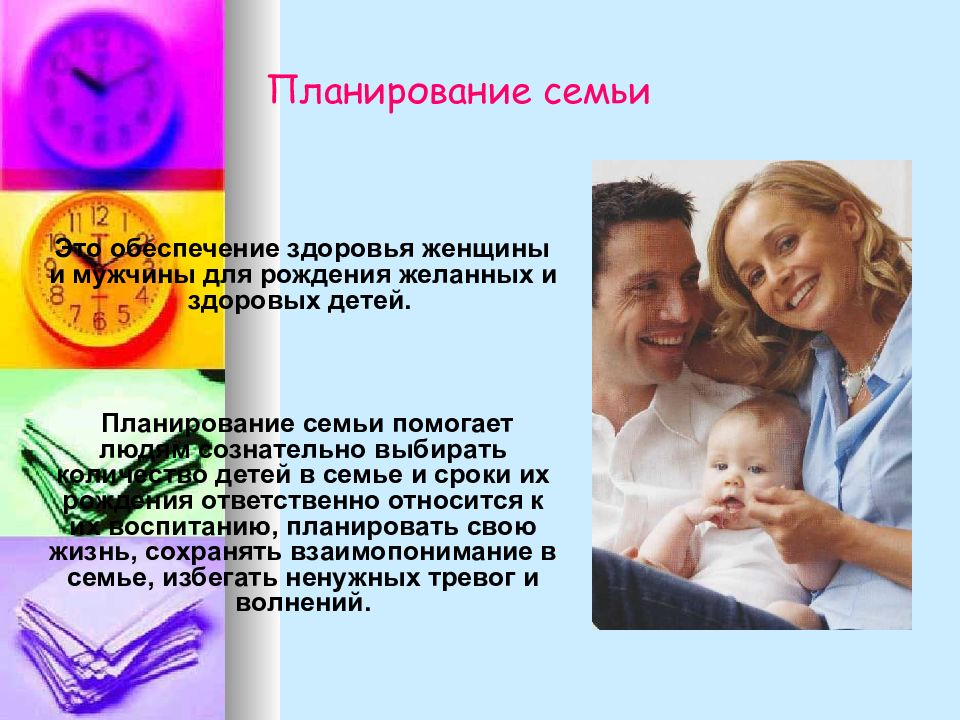 Планирование семьи
Это обеспечение здоровья женщины
и мужчины для рождения желанных и
здоровых детей.
Планирование семьи помогает
людям сознательно выбирать
количество детей в семье и сроки их
рождения ответственно относится к
их воспитанию, планировать свою
жизнь, сохранять взаимопонимание в
семье, избегать ненужных тревог и
волнений.